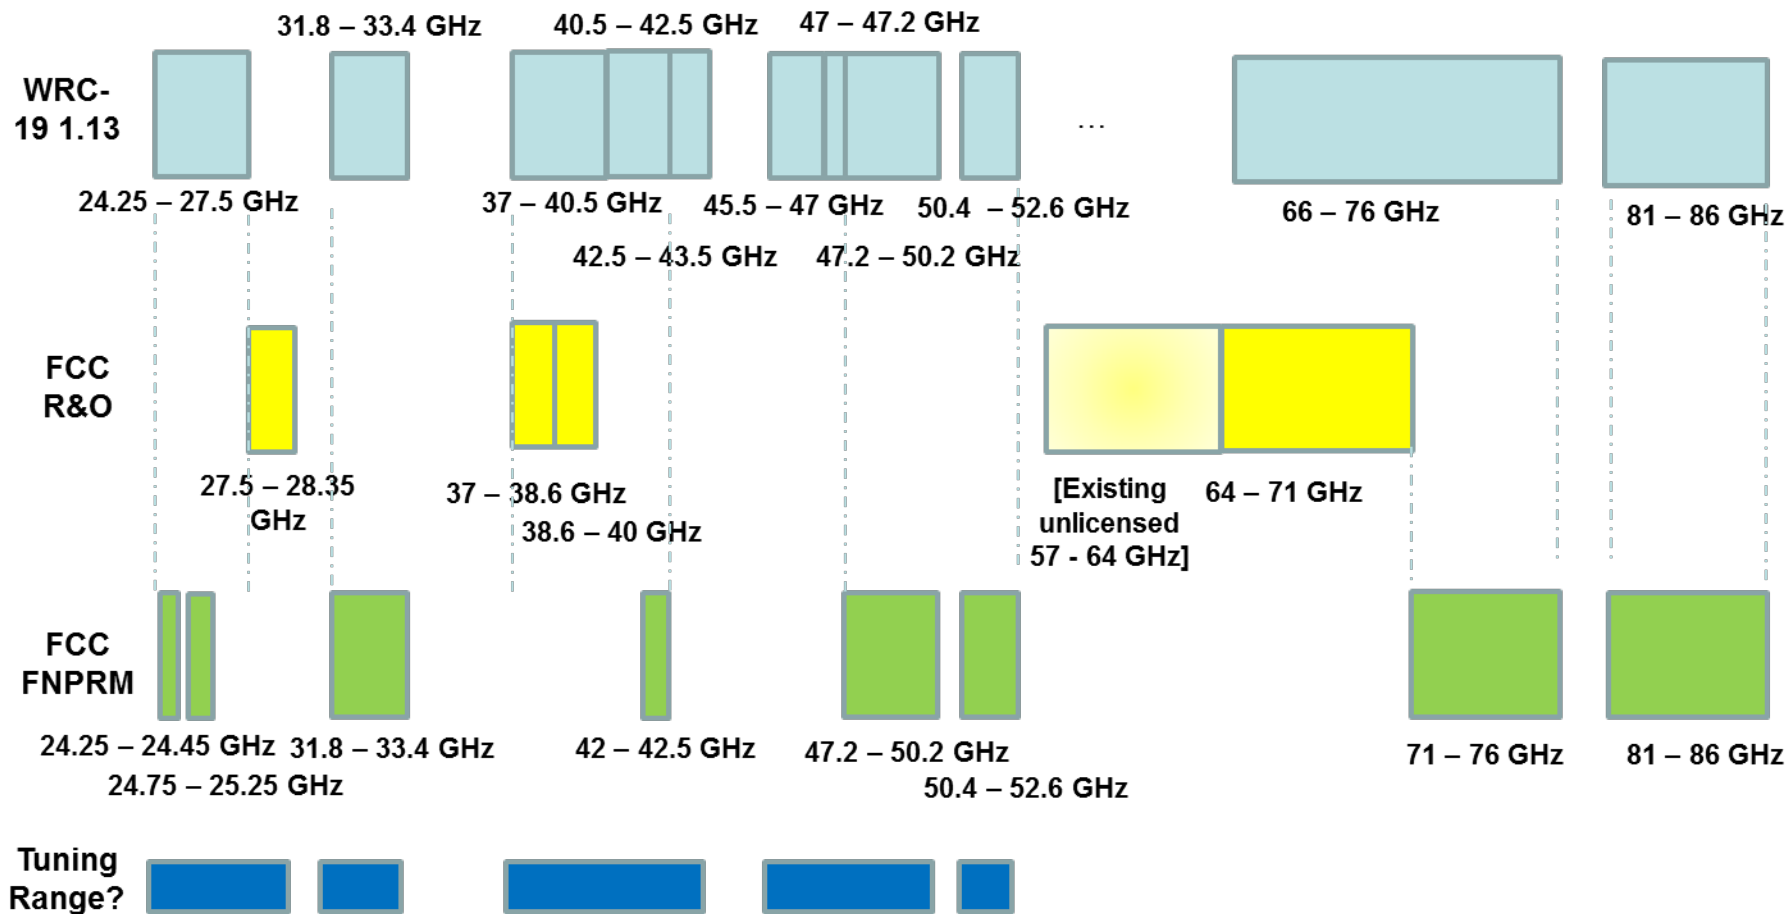 31.8 – 33.4 GHz
40.5 – 42.5 GHz
47 – 47.2 GHz
WRC-
19 1.13
...
24.25 – 27.5 GHz
37 – 40.5 GHz
45.5 – 47 GHz
50.4 – 52.6 GHz
66 – 76 GHz
81 – 86 GHz
42.5 – 43.5 GHz
47.2 – 50.2 GHz
FCC
R&O
27.5 – 28.35
GHz
37 – 38.6 GHz
38.6 – 40 GHz
[Existing
unlicensed
57 - 64 GHz]
64 – 71 GHz
FCC
FNPRM
24.25 – 24.45 GHz
24.75 – 25.25 GHz
31.8 – 33.4 GHz
42 – 42.5 GHz
47.2 – 50.2 GHz
50.4 – 52.6 GHz
71 – 76 GHz
81 – 86 GHz
Tuning
Range?